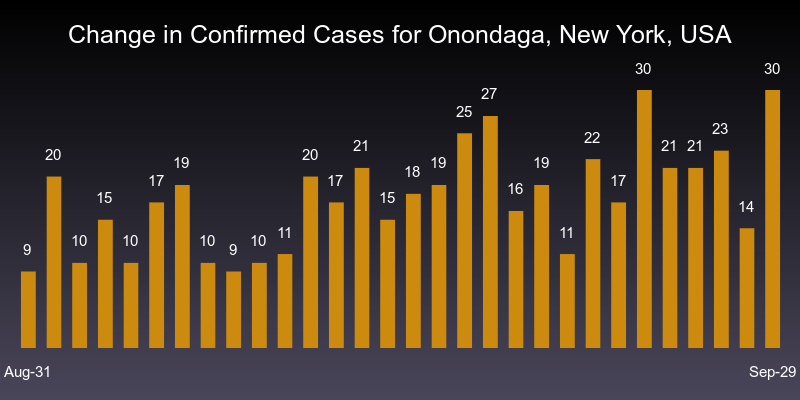 Change in Confirmed Cases for Onondaga, New York, USA
9 20 10 15 10 17 19 10 9 10 11 20 17 21 15 18 19 25 27 16 19 11 22 17 30 21 21 23 14 30
Aug-31 Sep-29